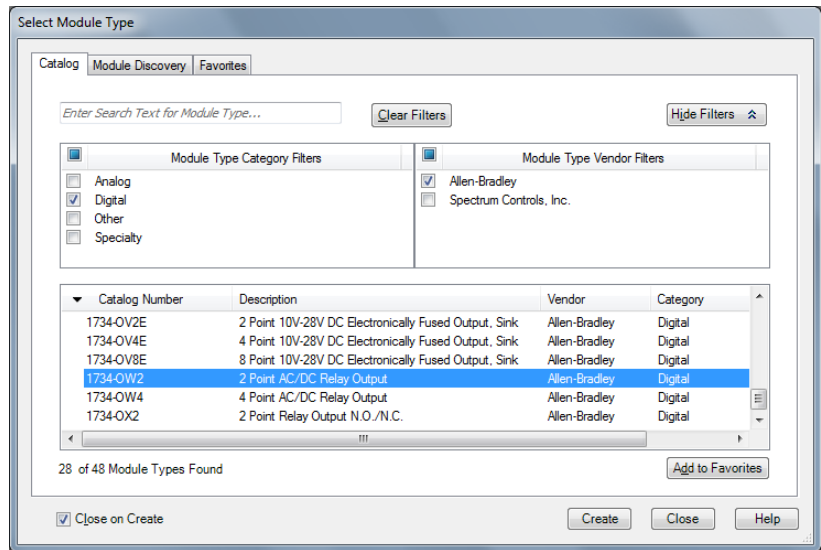 Select Module Type
Catalog Module Discovery Favorites
Enter Search Text for Module Type... Clear Filters Hide Filters
Module Type Category Filters Module Type Vendor Filters
Analog Allen-Bradley
Digital Spectrum Controls, Inc.
Other
Specialty
Catalog Number Description Vendor Category
1734-OV2E 2 Point 10V-28V DC Electronically Fused Output, Sink Allen-Bradley Digital
1734-OV4E 4 Point 10V-28V DC Electronically Fused Output, Sink Allen-Bradley Digital
1734-OV8E 8 Point 10V-28V DC Electronically Fused Output, Sink Allen-Bradley Digital
1734-OW2 2 Point AC/DC Relay Output Allen-Bradley Digital
1734-OW4 4 Point AC/DC Relay Output Allen-Bradley Digital
1734-OX2 2 Point Relay Output N.O./N.C. Allen-Bradley Digital
28 of 48 Module Types Found Add to Favorites
Close on Create Create Close Help